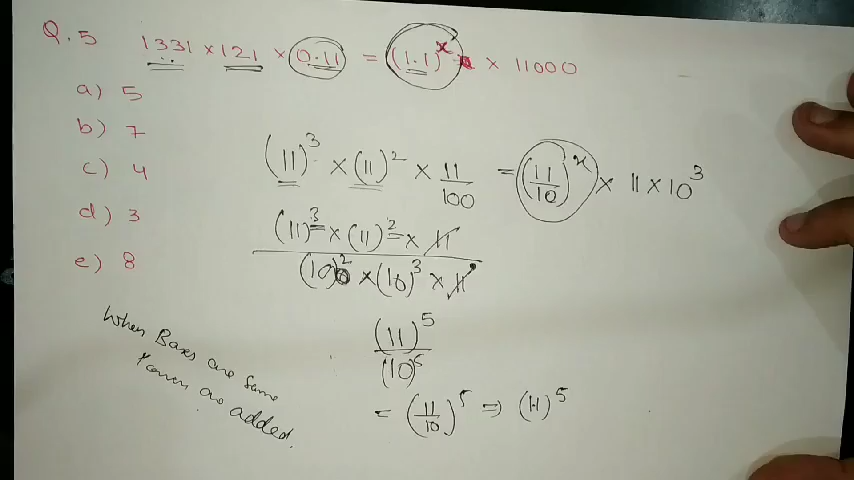 Q.5 1331 × 121 × 0.11 = (1.1)^x × 11000
a) 5
b) 7
c) 4
d) 3
e) 8
(11)^3 × (11)^2 × 11/100 = (11/10)^x × 11 × 10^3
(11)^3 × (11)^2 × 11
(10)^2 × (10)^3 × 11
(11)^5
(10)^5
= (11/10)^5 ⇒ (1.1)^5
When Bases are same
Powers are added.